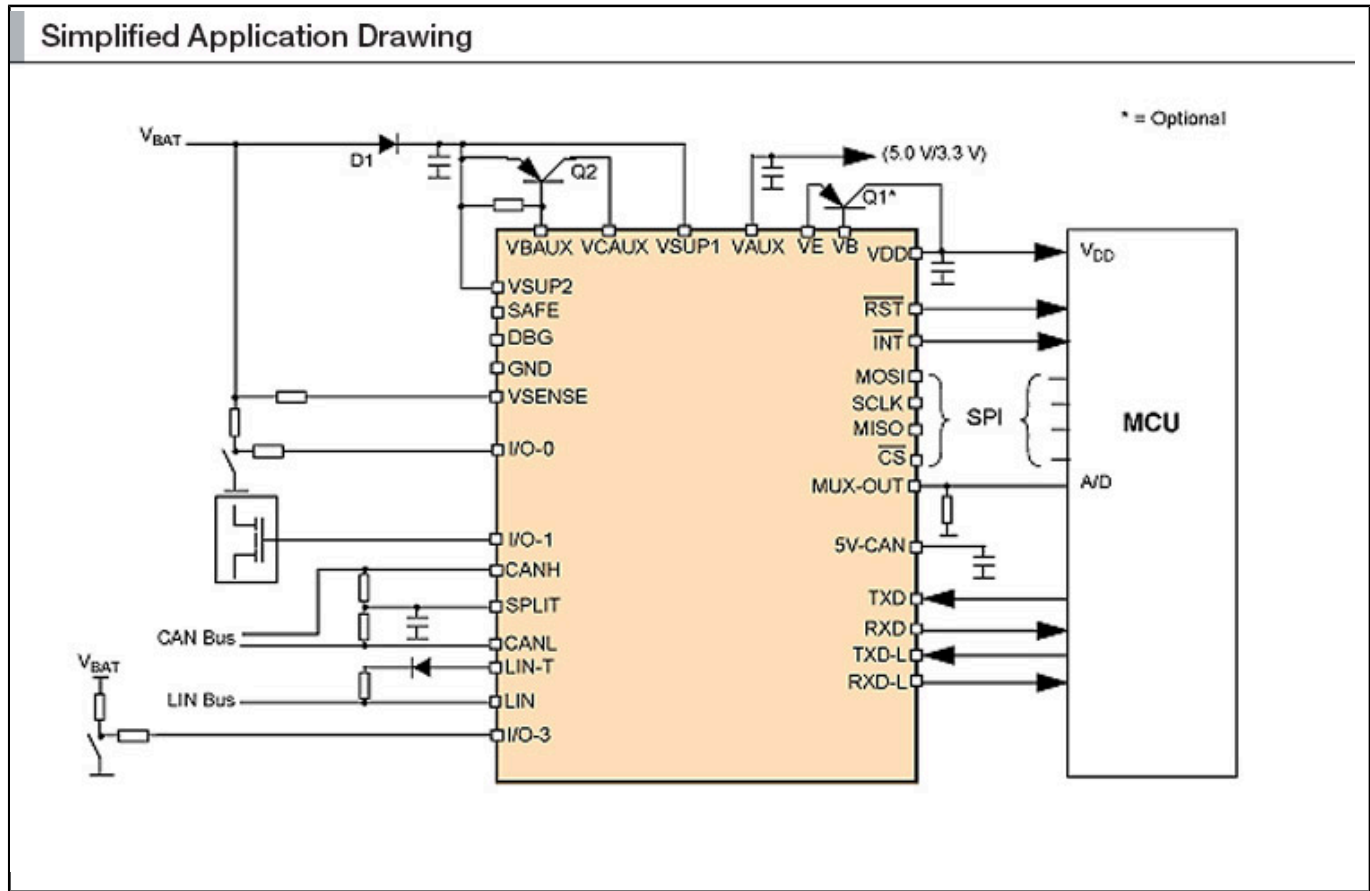 Simplified Application Drawing
* = Optional
VBAT
D1
Q2
(5.0 V/3.3 V)
Q1*
VBAUX VCAUX VSUP1 VAUX VE VB
VDD
VDD
VSUP2
SAFE
DBG
GND
VSENSE
I/O-0
I/O-1
CANH
SPLIT
CANL
LIN-T
LIN
I/O-3
CAN Bus
VBAT
LIN Bus
RST
INT
MOSI
SCLK
MISO
CS
SPI
MCU
MUX-OUT
A/D
5V-CAN
TXD
RXD
TXD-L
RXD-L